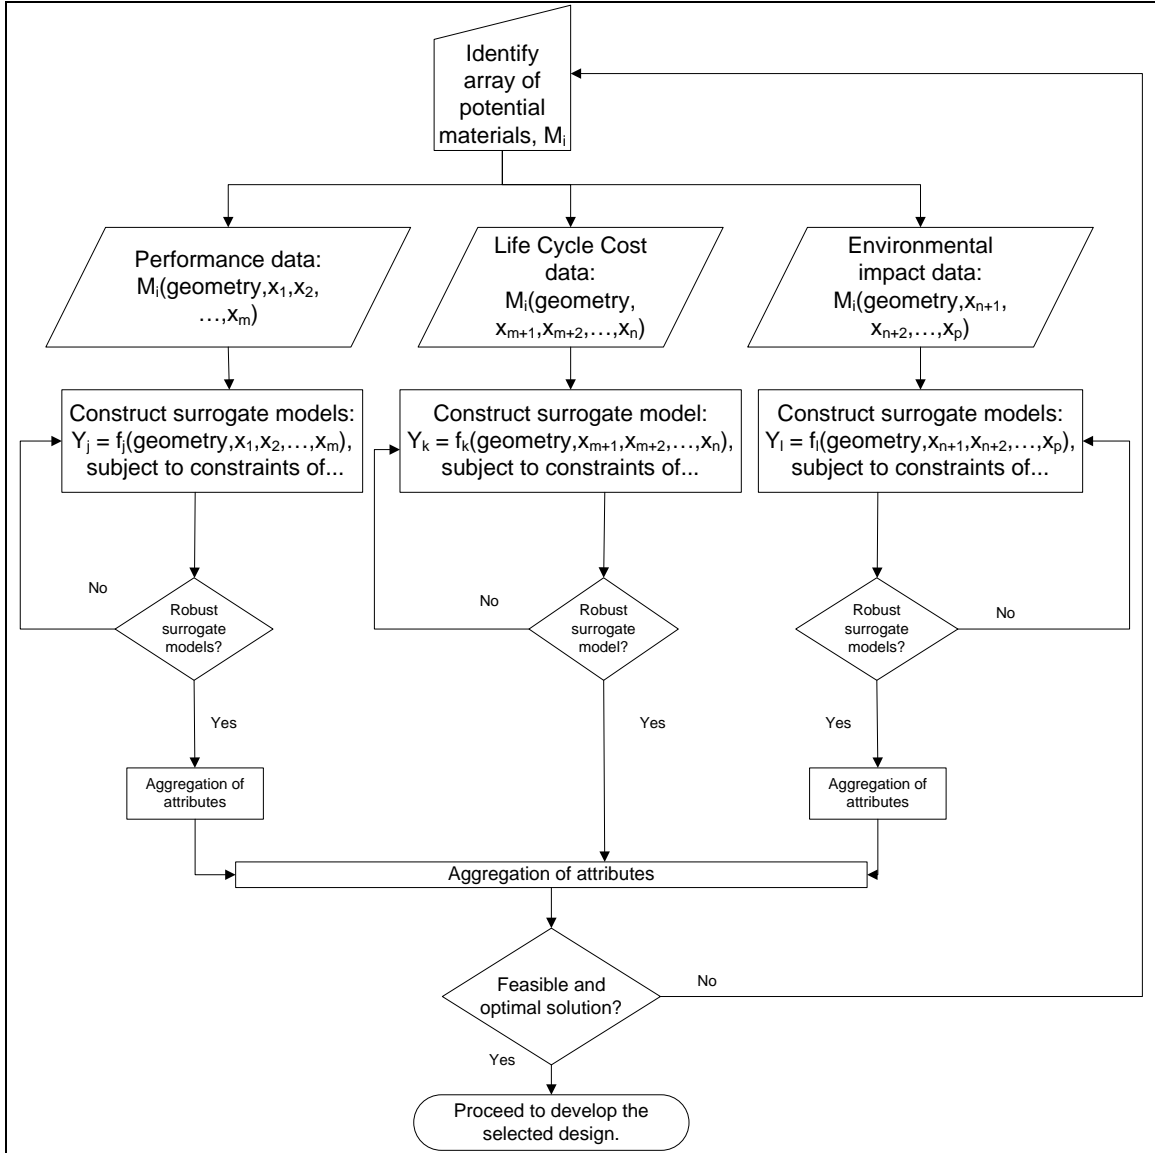 Identify
array of
potential
materials, Mᵢ
Performance data:
Mᵢ(geometry,x₁,x₂,
…,xₘ)
Life Cycle Cost
data:
Mᵢ(geometry,
xₘ₊₁,xₘ₊₂,…,xₙ)
Environmental
impact data:
Mᵢ(geometry,xₙ₊₁,
xₙ₊₂,…,xₚ)
Construct surrogate models:
Yⱼ = fⱼ(geometry,x₁,x₂,…,xₘ),
subject to constraints of...
Construct surrogate model:
Yₖ = fₖ(geometry,xₘ₊₁,xₘ₊₂,…,xₙ),
subject to constraints of...
Construct surrogate models:
Yₗ = fₗ(geometry,xₙ₊₁,xₙ₊₂,…,xₚ),
subject to constraints of...
No
Robust
surrogate
models?
No
Robust
surrogate
model?
Robust
surrogate
models?
No
Yes
Yes
Yes
Aggregation of
attributes
Aggregation of
attributes
Aggregation of attributes
Feasible and
optimal solution?
No
Yes
Proceed to develop the
selected design.